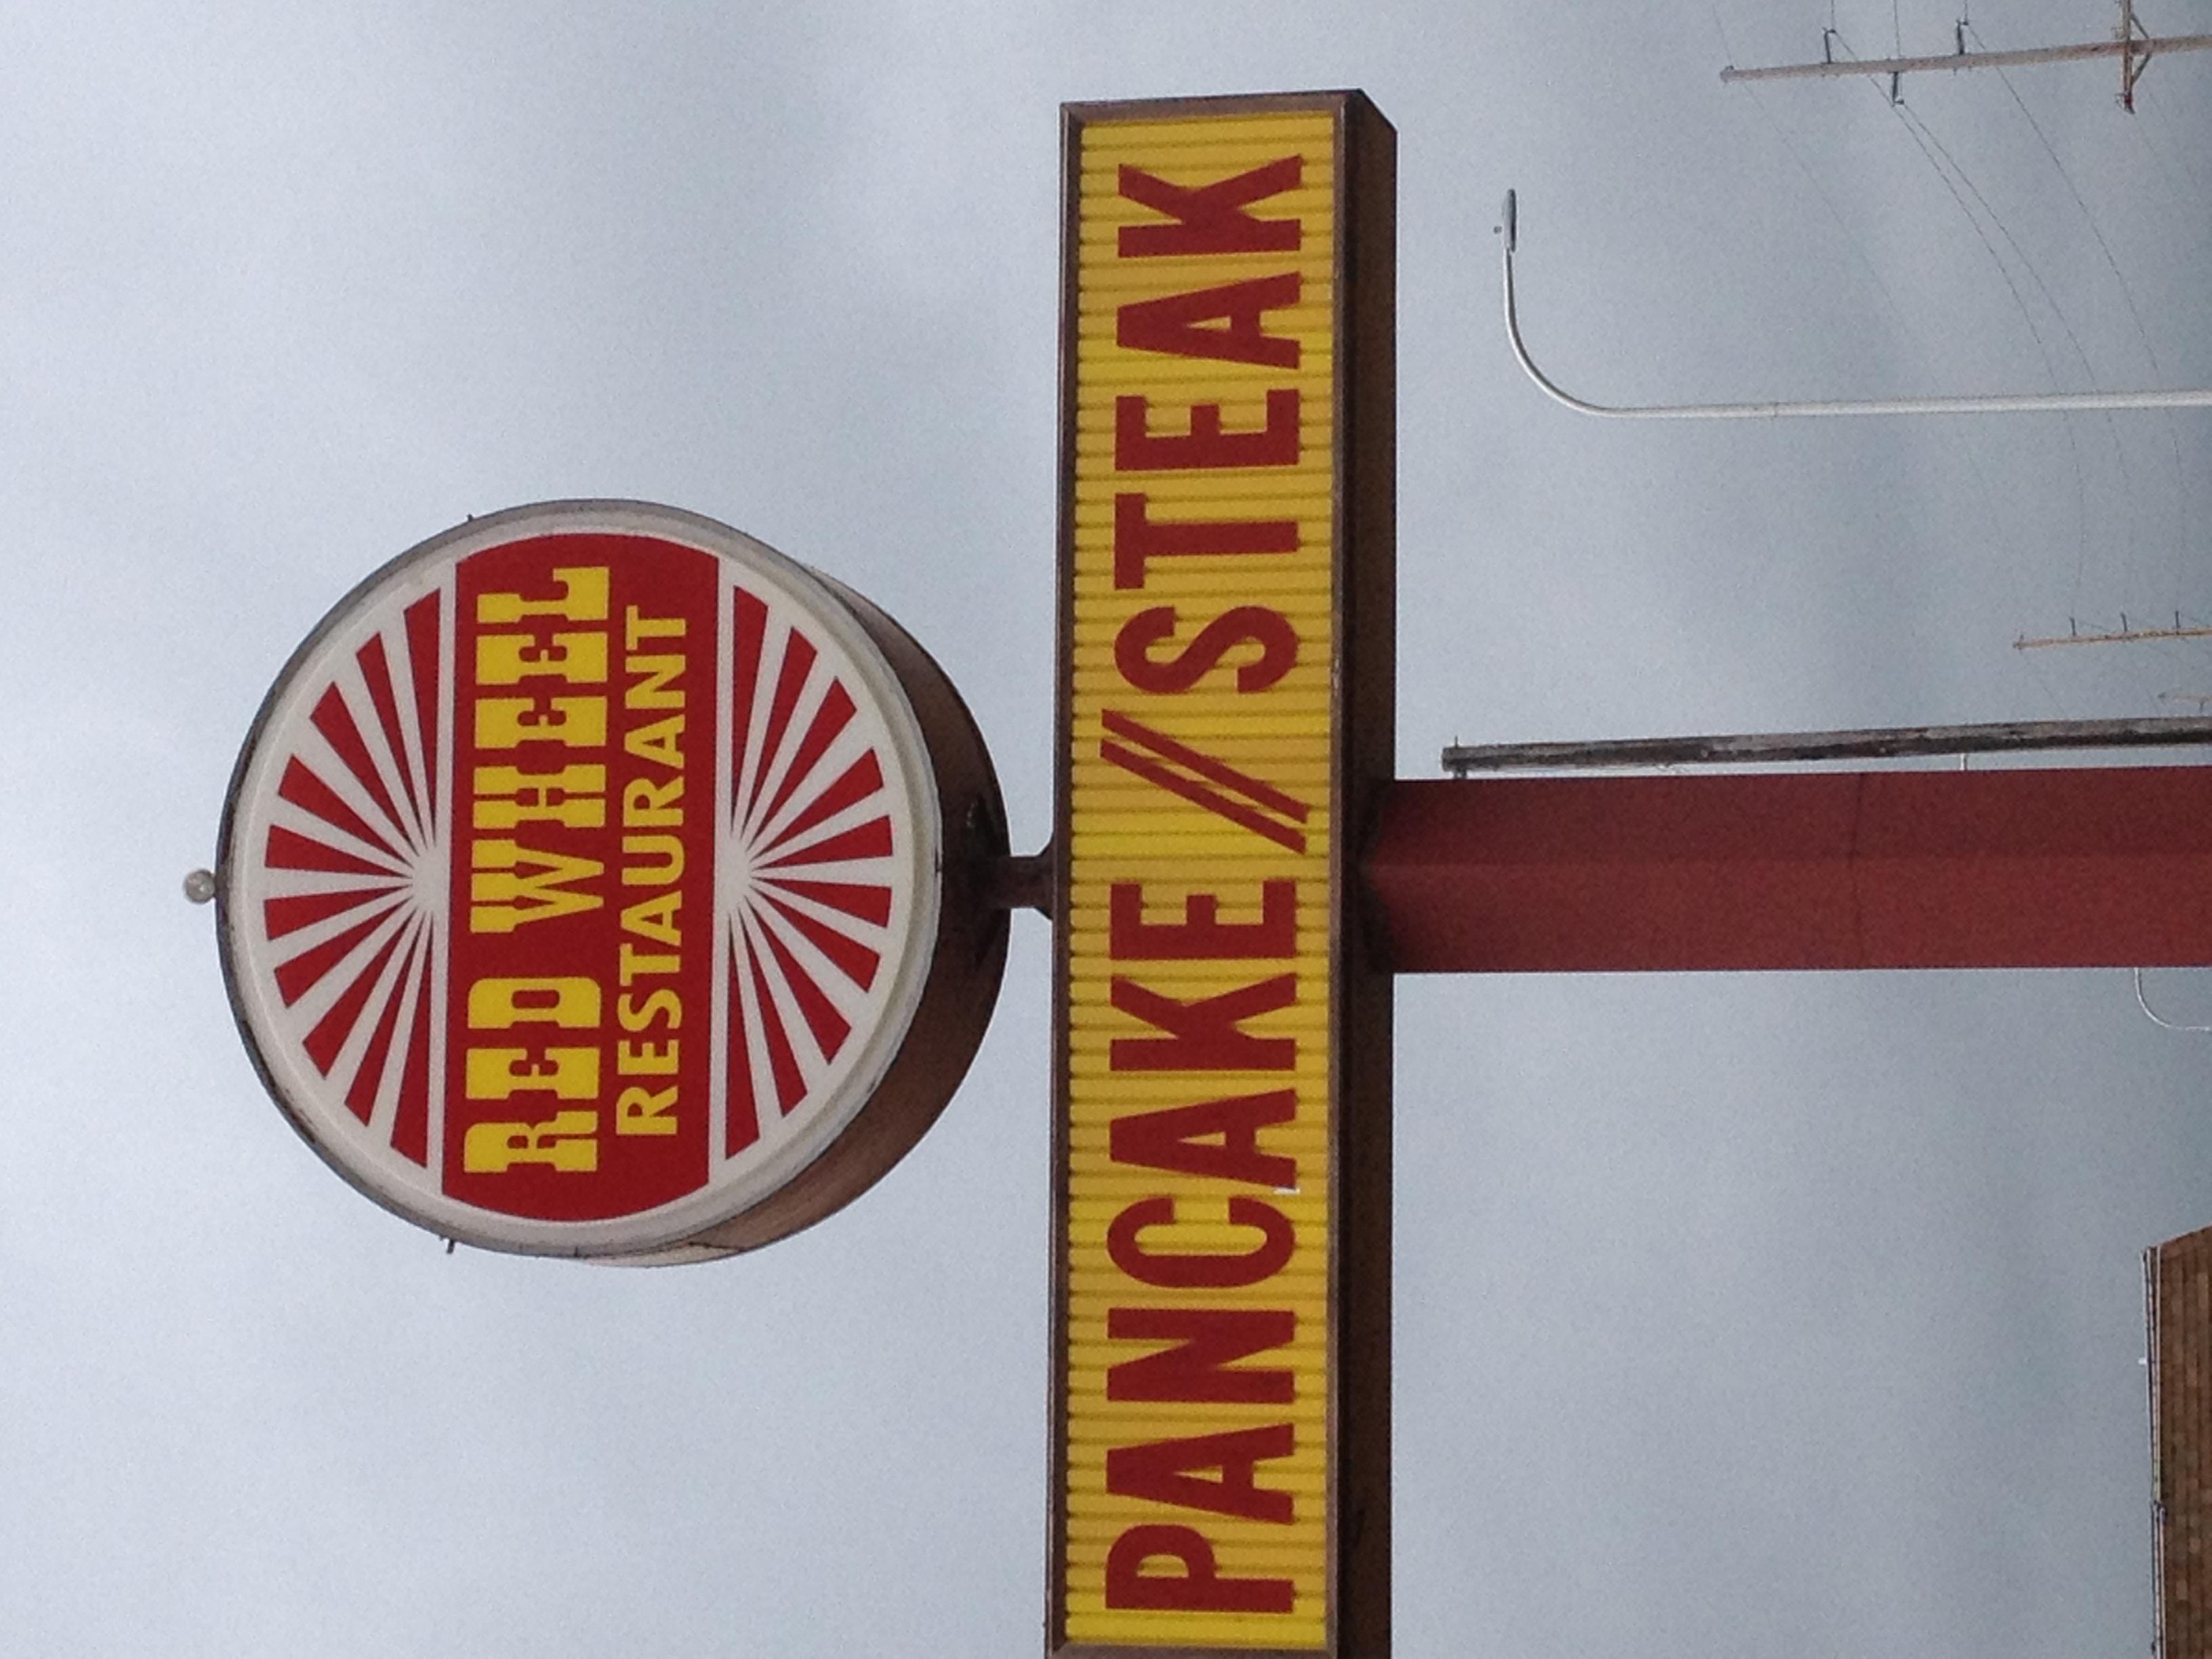 RED WHEEL
RESTAURANT
PANCAKE // STEAK